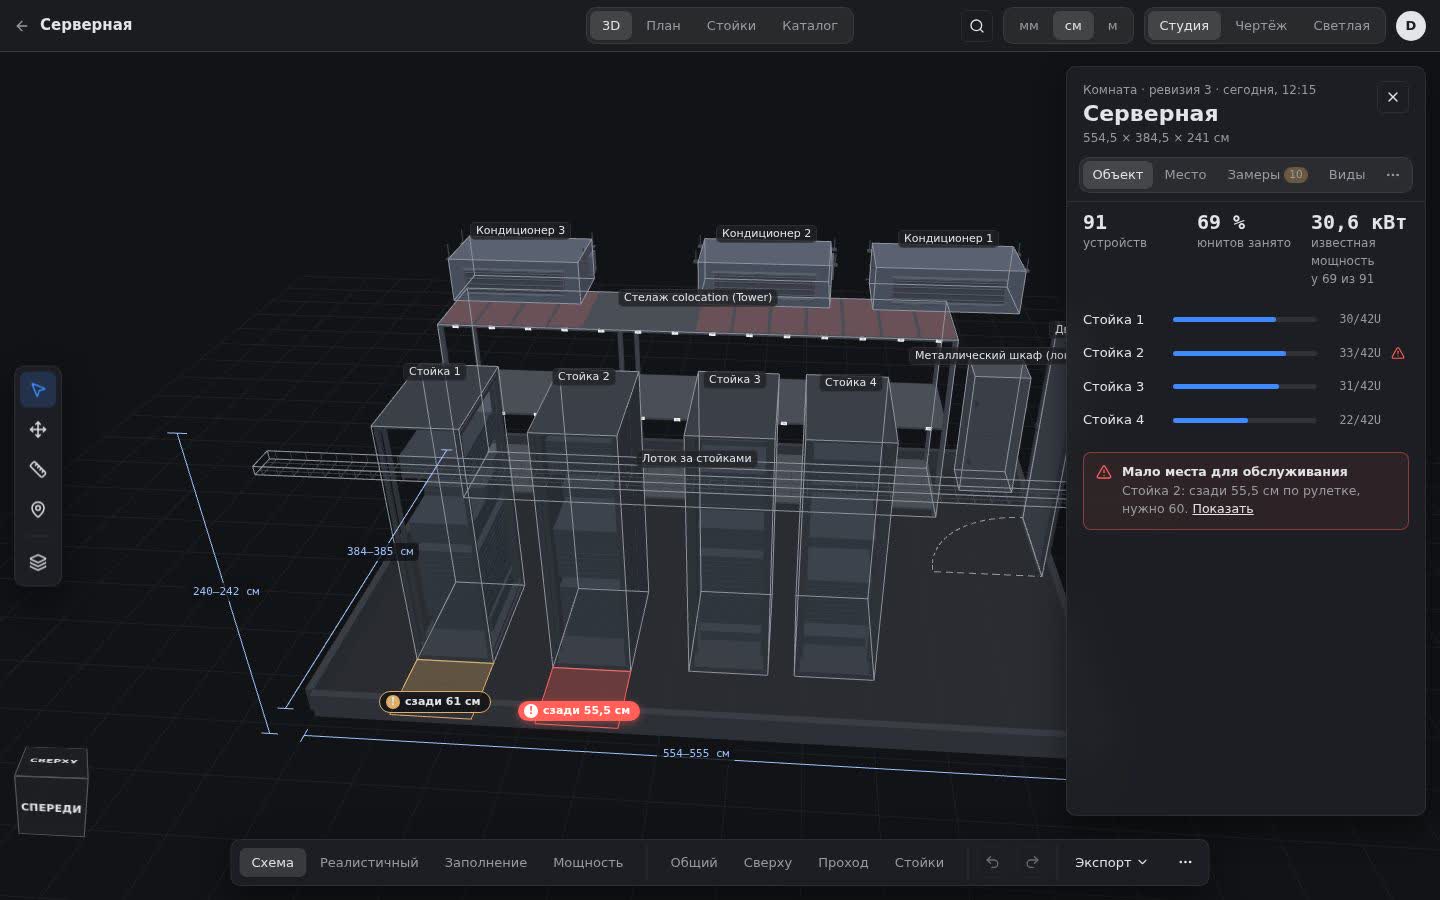 Серверная
3D План Стойки Каталог
мм см м
Студия Чертёж Светлая
D
Комната · ревизия 3 · сегодня, 12:15
Серверная
554,5 × 384,5 × 241 см
Объект Место Замеры 10 Виды
91
устройств
69 %
юнитов занято
30,6 кВт
известная
мощность
у 69 из 91
Стойка 1 30/42U
Стойка 2 33/42U
Стойка 3 31/42U
Стойка 4 22/42U
Мало места для обслуживания
Стойка 2: сзади 55,5 см по рулетке,
нужно 60. Показать
Кондиционер 3
Кондиционер 2
Кондиционер 1
Стелаж colocation (Tower)
Металлический шкаф
Стойка 1
Стойка 2
Стойка 3
Стойка 4
Лоток за стойками
384–385 см
240–242 см
сзади 61 см
сзади 55,5 см
554–555 см
СВЕРХУ
СПЕРЕДИ
Схема Реалистичный Заполнение Мощность Общий Сверху Проход Стойки Экспорт